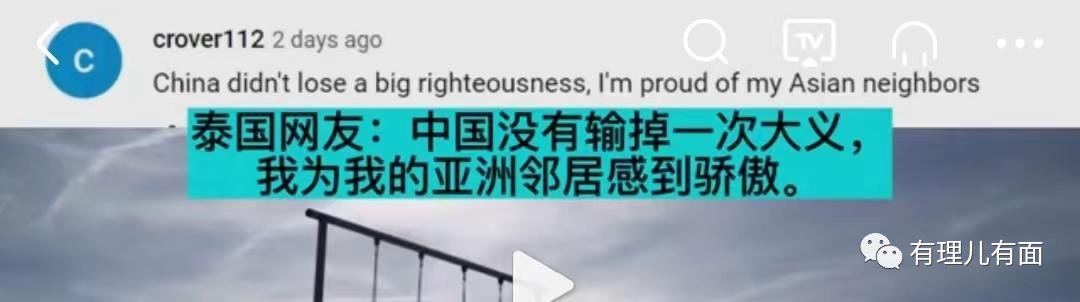 crover112 2 days ago
C
China didn't lose a big righteousness, I'm proud of my Asian neighbors
TV
泰国网友：中国没有输掉一次大义，
我为我的亚洲邻居感到骄傲。
有理儿有面